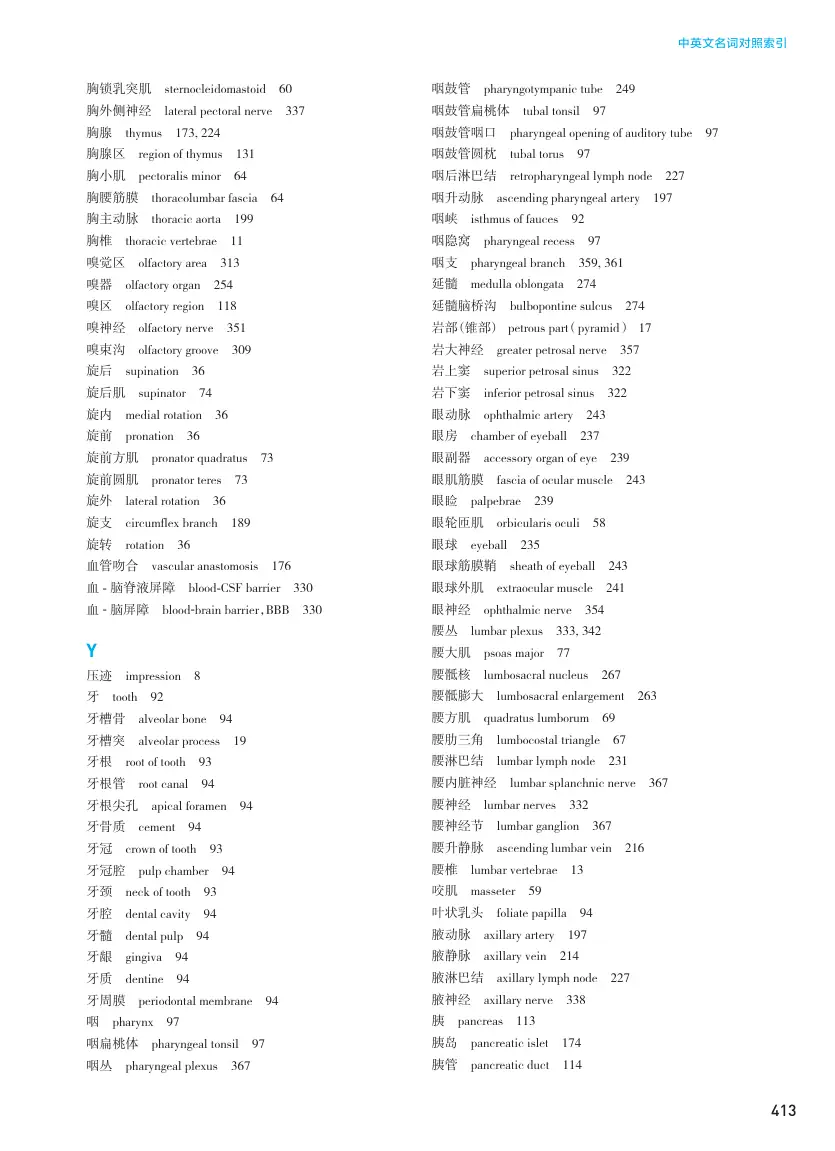 中英文名词对照索引
胸锁乳突肌 sternocleidomastoid 60
胸外侧神经 lateral pectoral nerve 337
胸腺 thymus 173, 224
胸腺区 region of thymus 131
胸小肌 pectoralis minor 64
胸腰筋膜 thoracolumbar fascia 64
胸主动脉 thoracic aorta 199
胸椎 thoracic vertebrae 11
嗅觉区 olfactory area 313
嗅器 olfactory organ 254
嗅区 olfactory region 118
嗅神经 olfactory nerve 351
嗅束沟 olfactory groove 309
旋后 supination 36
旋后肌 supinator 74
旋内 medial rotation 36
旋前 pronation 36
旋前方肌 pronator quadratus 73
旋前圆肌 pronator teres 73
旋外 lateral rotation 36
旋支 circumflex branch 189
旋转 rotation 36
血管吻合 vascular anastomosis 176
血 - 脑脊液屏障 blood-CSF barrier 330
血 - 脑屏障 blood-brain barrier, BBB 330
Y
压迹 impression 8
牙 tooth 92
牙槽骨 alveolar bone 94
牙槽突 alveolar process 19
牙根 root of tooth 93
牙根管 root canal 94
牙根尖孔 apical foramen 94
牙骨质 cement 94
牙冠 crown of tooth 93
牙冠腔 pulp chamber 94
牙颈 neck of tooth 93
牙腔 dental cavity 94
牙髓 dental pulp 94
牙龈 gingiva 94
牙质 dentine 94
牙周膜 periodontal membrane 94
咽 pharynx 97
咽扁桃体 pharyngeal tonsil 97
咽丛 pharyngeal plexus 367
咽鼓管 pharyngotympanic tube 249
咽鼓管扁桃体 tubal tonsil 97
咽鼓管咽口 pharyngeal opening of auditory tube 97
咽鼓管圆枕 tubal torus 97
咽后淋巴结 retropharyngeal lymph node 227
咽升动脉 ascending pharyngeal artery 197
咽峡 isthmus of fauces 92
咽隐窝 pharyngeal recess 97
咽支 pharyngeal branch 359, 361
延髓 medulla oblongata 274
延髓脑桥沟 bulbopontine sulcus 274
岩部（锥部） petrous part（pyramid） 17
岩大神经 greater petrosal nerve 357
岩上窦 superior petrosal sinus 322
岩下窦 inferior petrosal sinus 322
眼动脉 ophthalmic artery 243
眼房 chamber of eyeball 237
眼副器 accessory organ of eye 239
眼肌筋膜 fascia of ocular muscle 243
眼睑 palpebrae 239
眼轮匝肌 orbicularis oculi 58
眼球 eyeball 235
眼球筋膜鞘 sheath of eyeball 243
眼球外肌 extraocular muscle 241
眼神经 ophthalmic nerve 354
腰丛 lumbar plexus 333, 342
腰大肌 psoas major 77
腰骶核 lumbosacral nucleus 267
腰骶膨大 lumbosacral enlargement 263
腰方肌 quadratus lumborum 69
腰肋三角 lumbocostal triangle 67
腰淋巴结 lumbar lymph node 231
腰内脏神经 lumbar splanchnic nerve 367
腰神经 lumbar nerves 332
腰神经节 lumbar ganglion 367
腰升静脉 ascending lumbar vein 216
腰椎 lumbar vertebrae 13
咬肌 masseter 59
叶状乳头 foliate papilla 94
腋动脉 axillary artery 197
腋静脉 axillary vein 214
腋淋巴结 axillary lymph node 227
腋神经 axillary nerve 338
胰 pancreas 113
胰岛 pancreatic islet 174
胰管 pancreatic duct 114
413